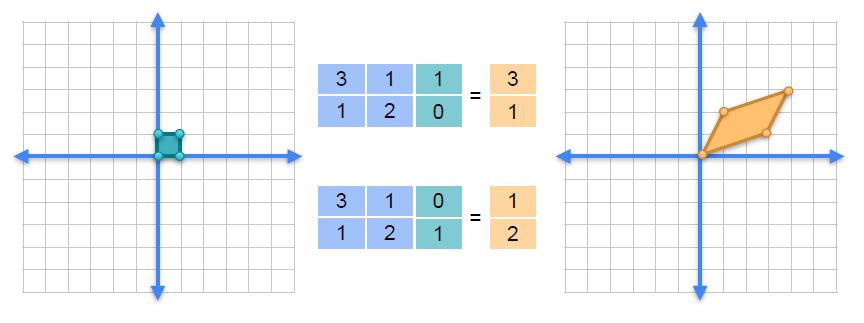 3 1 1 = 3
1 2 0 1
3 1 0 = 1
1 2 1 2